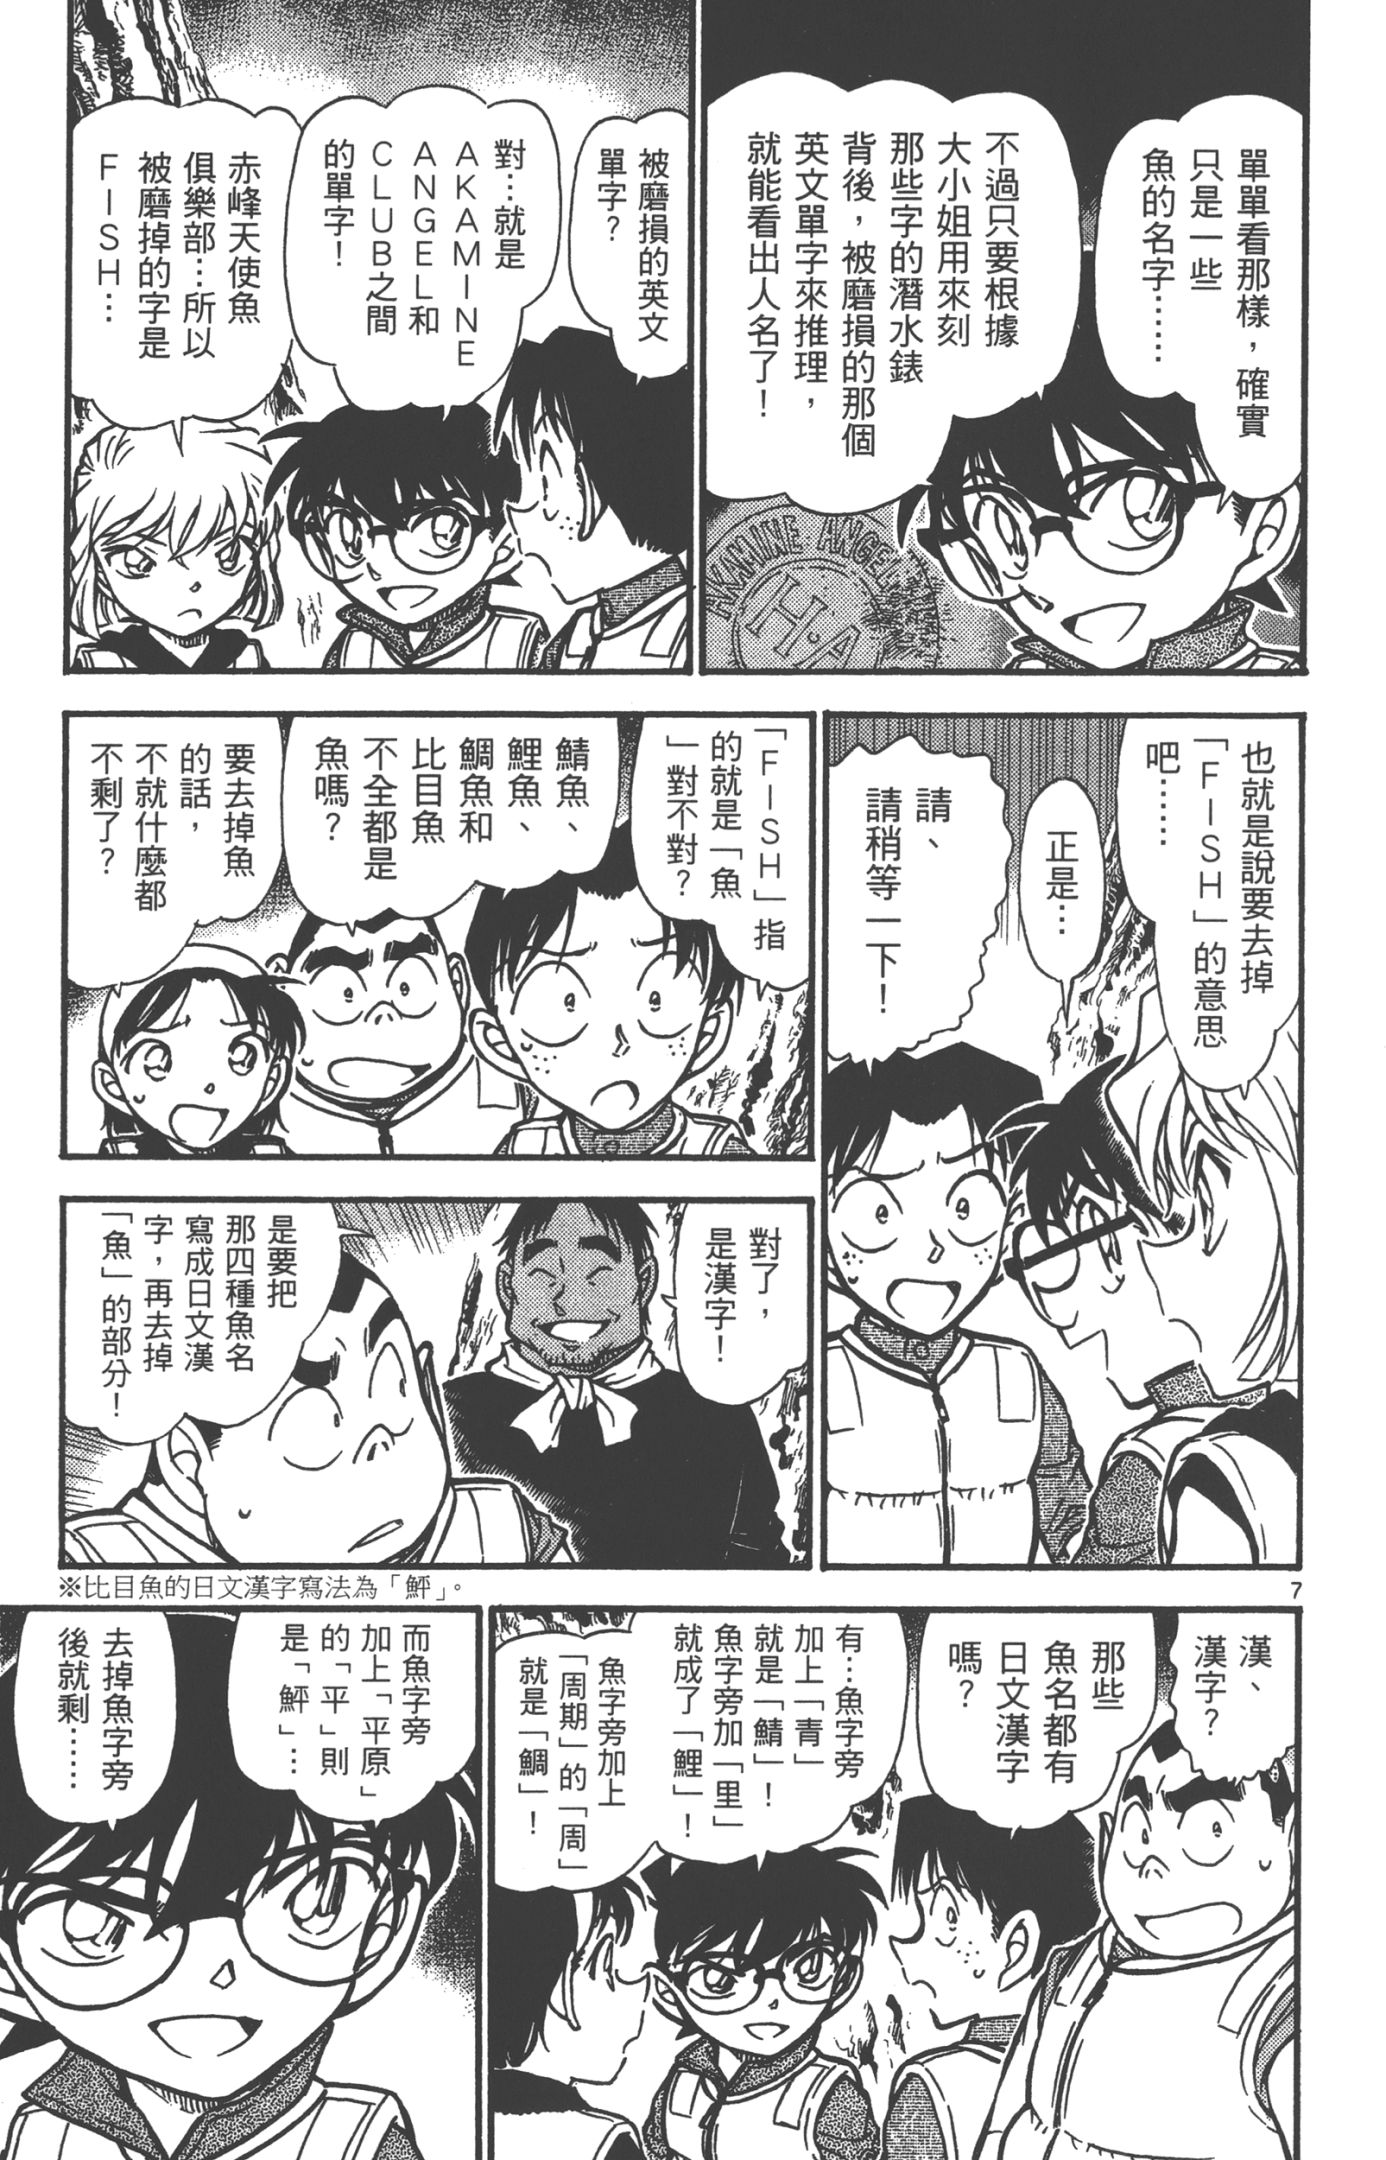 單單看那樣，確實
只是一些
魚的名字……
不過只要根據
大小姐用來刻
那些字的潛水錶
背後，被磨損的那個
英文單字來推理，
就能看出人名了！
AKAMINE ANGEL
H・A
被磨損的英文
單字？
對…就是
AKAMINE
ANGEL和
CLUB之間
的單字！
赤峰天使魚
俱樂部…所以
被磨掉的字是
FISH…
也就是說要去掉
「FISH」的意思
吧……
正是…
請、
請稍等一下！
「FISH」指
的就是「魚
」對不對？
鯖魚、
鯉魚、
鯛魚和
比目魚
不全都是
魚嗎？
要去掉魚
的話，
不就什麼都
不剩了？
對了，
是漢字！
是要把
那四種魚名
寫成日文漢
字，再去掉
「魚」的部分！
※比目魚的日文漢字寫法為「鮃」。
7
漢、
漢字？
那些
魚名都有
日文漢字
嗎？
有…魚字旁
加上「青」
就是「鯖」！
魚字旁加「里」
就成了「鯉」！
魚字旁加上
「周期」的「周」
就是「鯛」！
而魚字旁
加上「平原」
的「平」則
是「鮃」…
去掉魚字旁
後就剩……